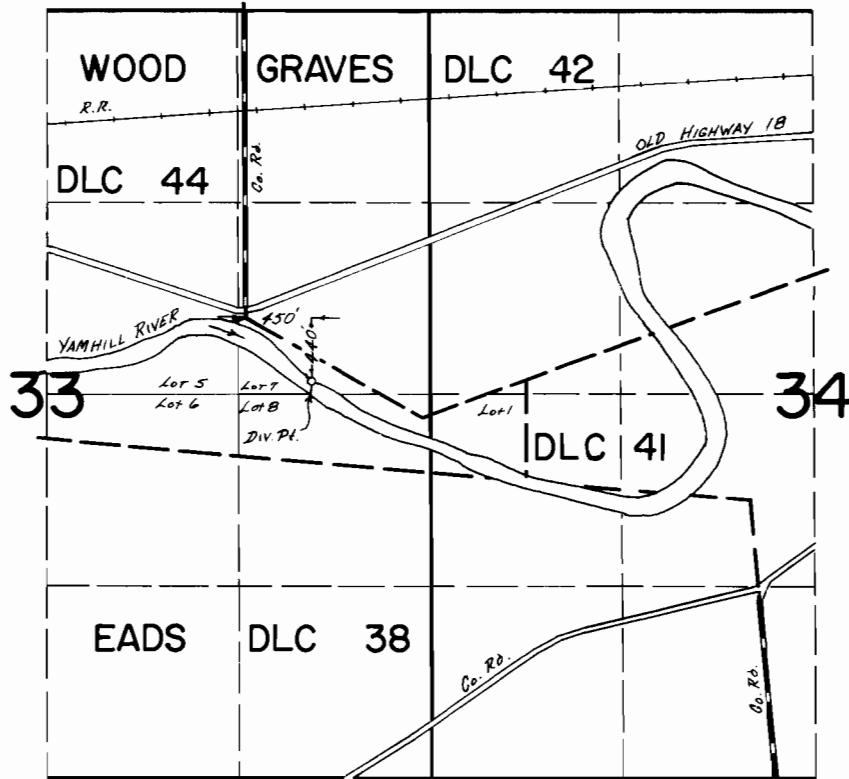 WOOD GRAVES DLC 42
R.R.
OLD HIGHWAY 18
Co. Rd.
DLC 44
450'
YAMHILL RIVER
440'
33 34
Lot 5 Lot 7
Lot 6 Lot 8
Lot 1
Div. Pt.
DLC 41
EADS DLC 38
Co. Rd.
Co. Rd.